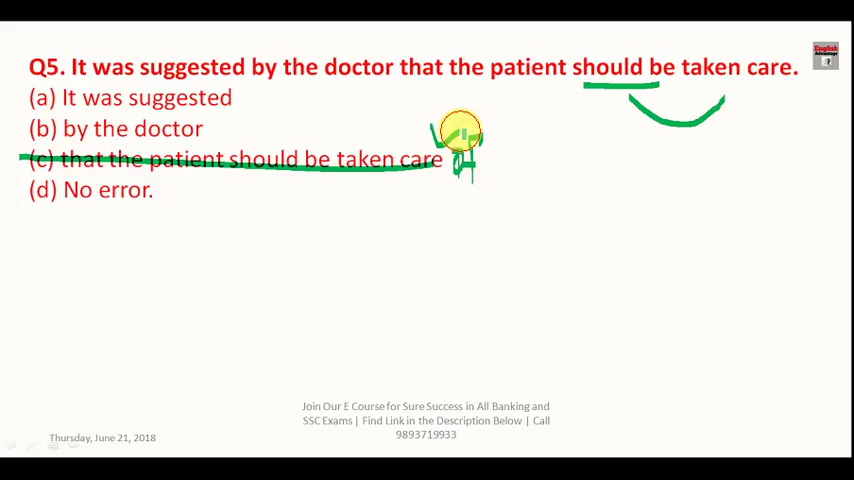 Q5. It was suggested by the doctor that the patient should be taken care.
(a) It was suggested
(b) by the doctor
(c) that the patient should be taken care
(d) No error.
English
Advantage
Join Our E Course for Sure Success in All Banking and
SSC Exams | Find Link in the Description Below | Call
9893719933
Thursday, June 21, 2018